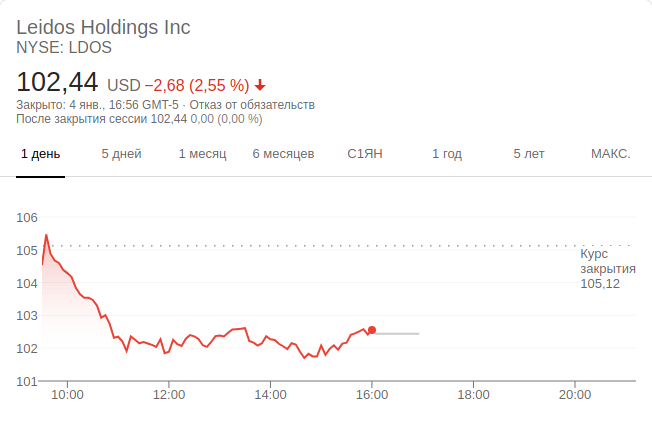 Leidos Holdings Inc
NYSE: LDOS
102,44 USD −2,68 (2,55 %)
Закрыто: 4 янв., 16:56 GMT-5 · Отказ от обязательств
После закрытия сессии 102,44 0,00 (0,00 %)
1 день 5 дней 1 месяц 6 месяцев С1ЯН 1 год 5 лет МАКС.
106
105
Курс
закрытия
105,12
104
103
102
101
10:00 12:00 14:00 16:00 18:00 20:00